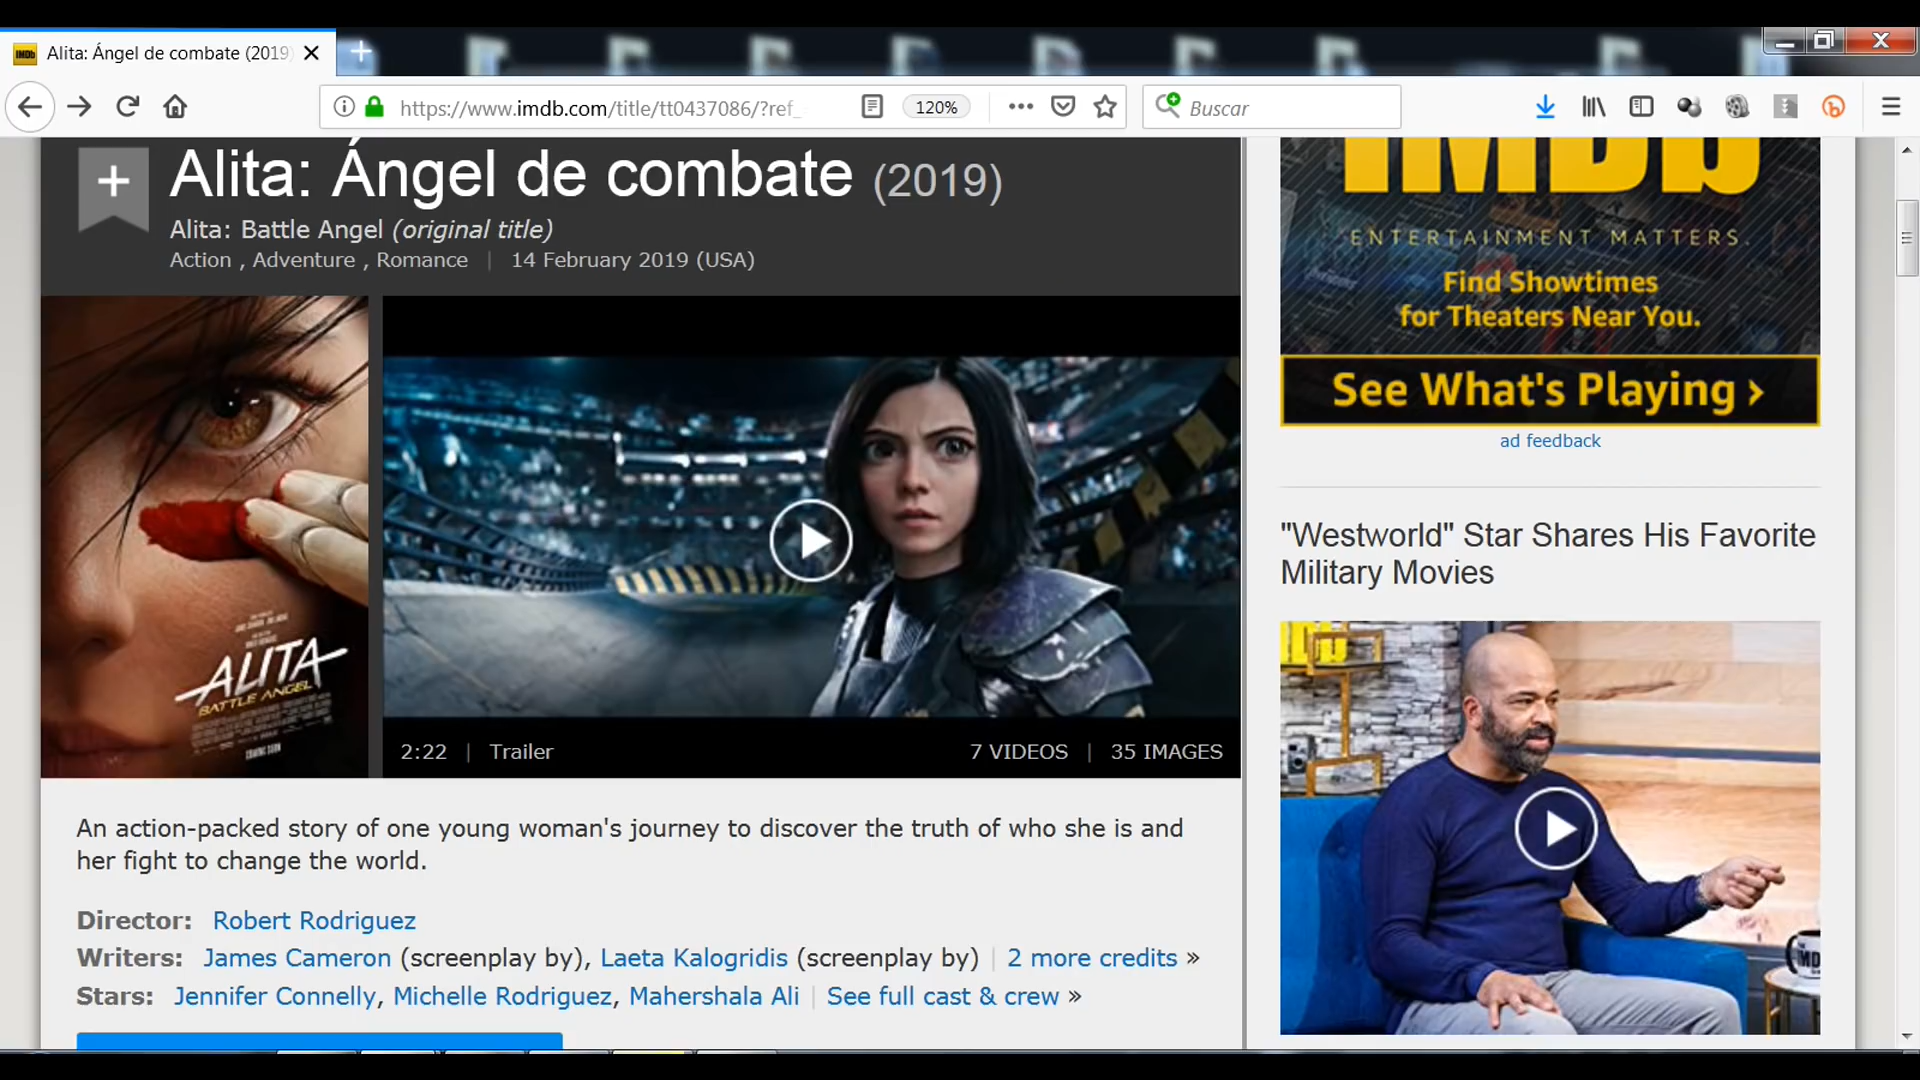 Alita: Ángel de combate (2019)
https://www.imdb.com/title/tt0437086/?ref_
120%
Buscar
Alita: Ángel de combate (2019)
Alita: Battle Angel (original title)
Action , Adventure , Romance | 14 February 2019 (USA)
ALITA
BATTLE ANGEL
COMING SOON
2:22 | Trailer
7 VIDEOS | 35 IMAGES
An action-packed story of one young woman's journey to discover the truth of who she is and
her fight to change the world.
Director: Robert Rodriguez
Writers: James Cameron (screenplay by), Laeta Kalogridis (screenplay by) | 2 more credits »
Stars: Jennifer Connelly, Michelle Rodriguez, Mahershala Ali | See full cast & crew »
IMDb
ENTERTAINMENT MATTERS.
Find Showtimes
for Theaters Near You.
See What's Playing ›
ad feedback
"Westworld" Star Shares His Favorite
Military Movies